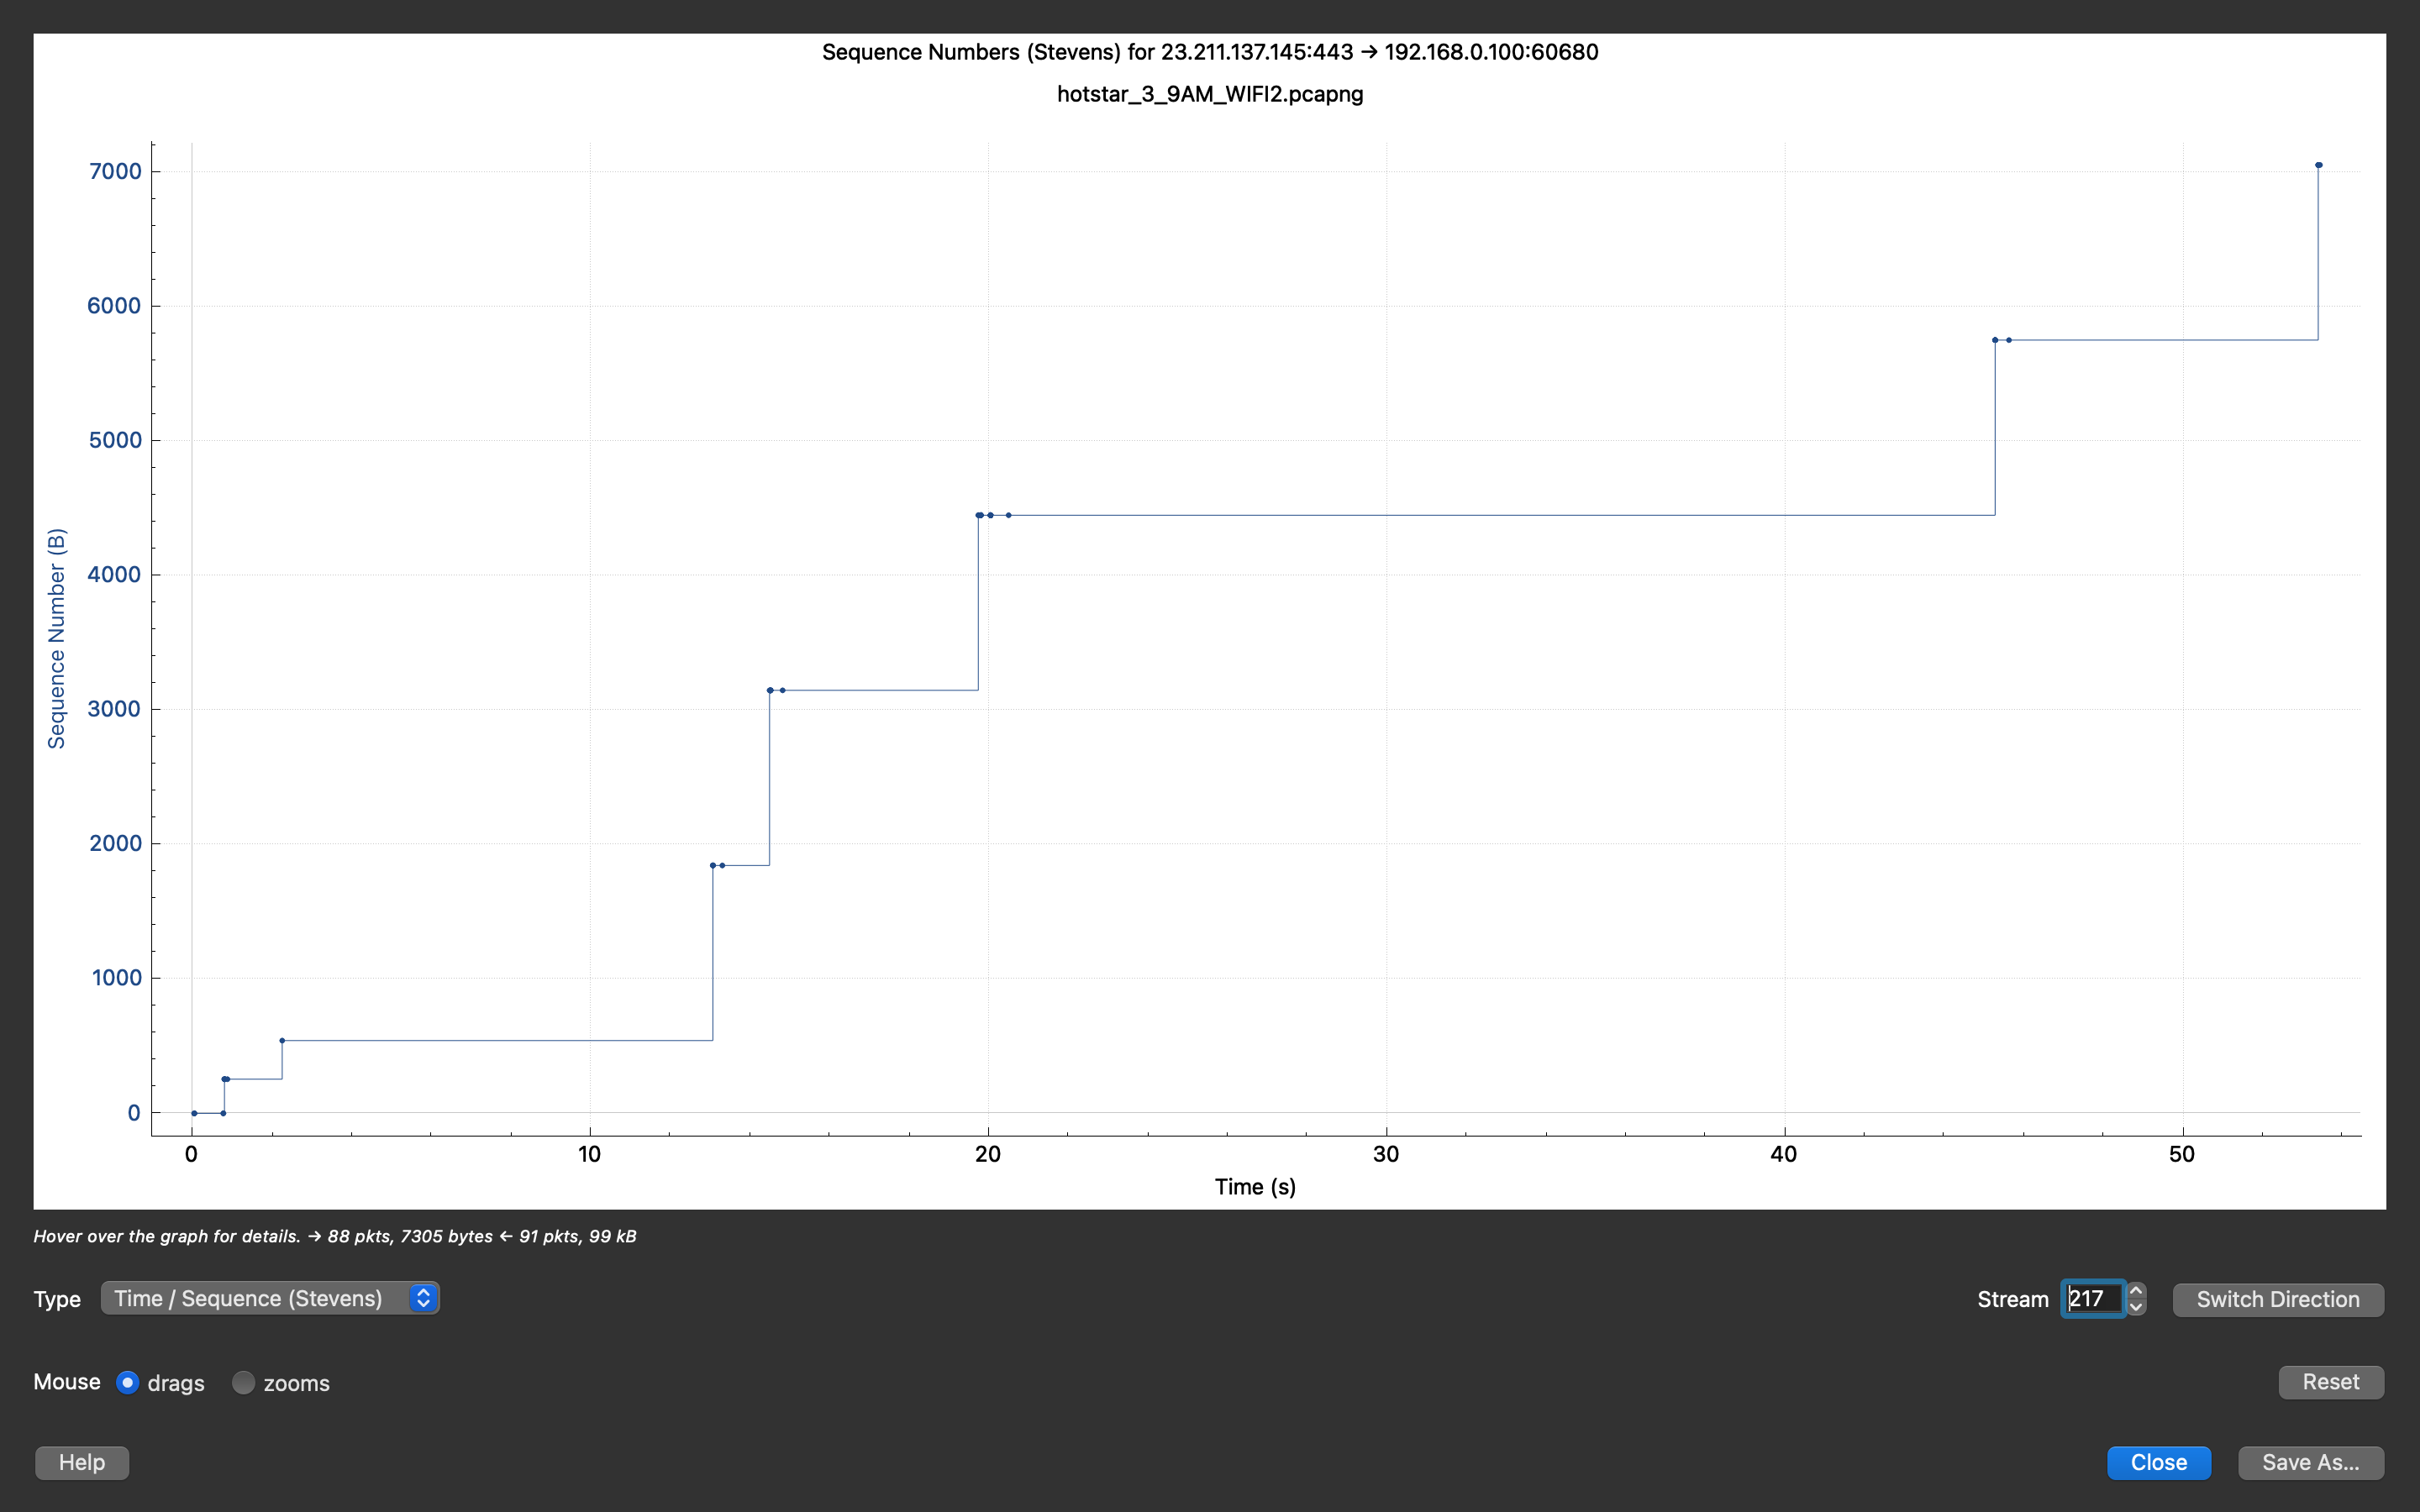 Sequence Numbers (Stevens) for 23.211.137.145:443 → 192.168.0.100:60680
hotstar_3_9AM_WIFI2.pcapng
7000
6000
5000
4000
3000
2000
1000
0
Sequence Number (B)
0 10 20 30 40 50
Time (s)
Hover over the graph for details. → 88 pkts, 7305 bytes ← 91 pkts, 99 kB
Type Time / Sequence (Stevens) Stream 217 Switch Direction
Mouse drags zooms Reset
Help Close Save As...